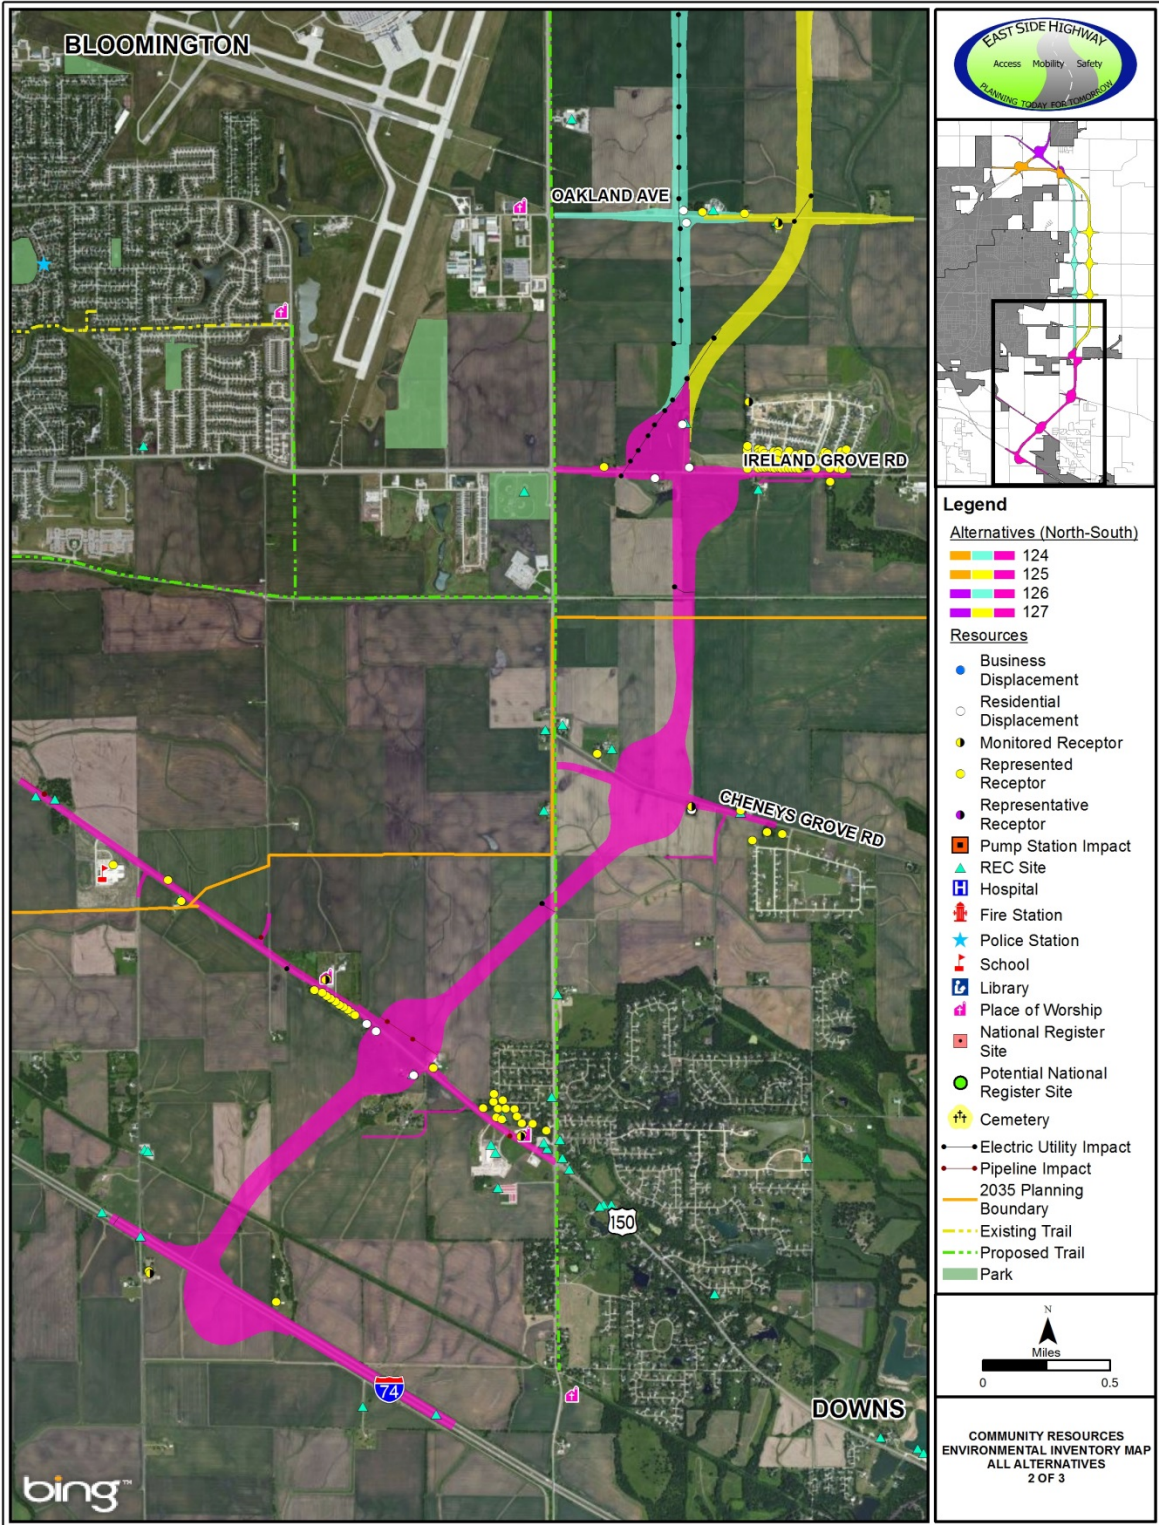 BLOOMINGTON
OAKLAND AVE
IRELAND GROVE RD
CHENEYS GROVE RD
150
74
DOWNS
bing™
EAST SIDE HIGHWAY
Access Mobility Safety
PLANNING TODAY FOR TOMORROW
Legend
Alternatives (North-South)
124
125
126
127
Resources
Business
Displacement
Residential
Displacement
Monitored Receptor
Represented
Receptor
Representative
Receptor
Pump Station Impact
REC Site
H Hospital
Fire Station
Police Station
School
Library
Place of Worship
National Register
Site
Potential National
Register Site
Cemetery
Electric Utility Impact
Pipeline Impact
2035 Planning
Boundary
Existing Trail
Proposed Trail
Park
N
Miles
0 0.5
COMMUNITY RESOURCES
ENVIRONMENTAL INVENTORY MAP
ALL ALTERNATIVES
2 OF 3